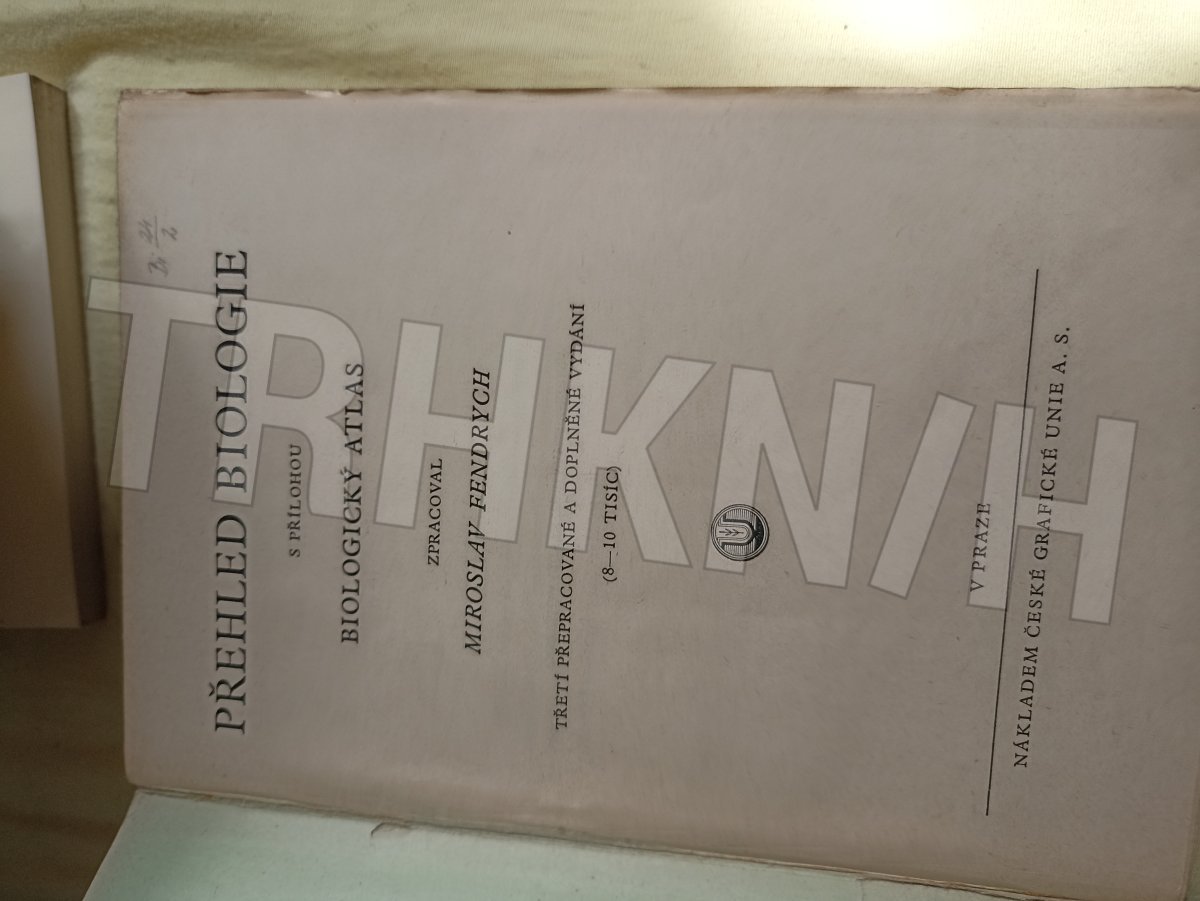 PŘEHLED BIOLOGIE
S PŘÍLOHOU
BIOLOGICKÝ ATLAS
ZPRACOVAL
MIROSLAV FENDRYCH
TŘETÍ PŘEPRACOVANÉ A DOPLNĚNÉ VYDÁNÍ
(8—10 TISÍC)
U
V PRAZE
NÁKLADEM ČESKÉ GRAFICKÉ UNIE A. S.
TRHKN/H